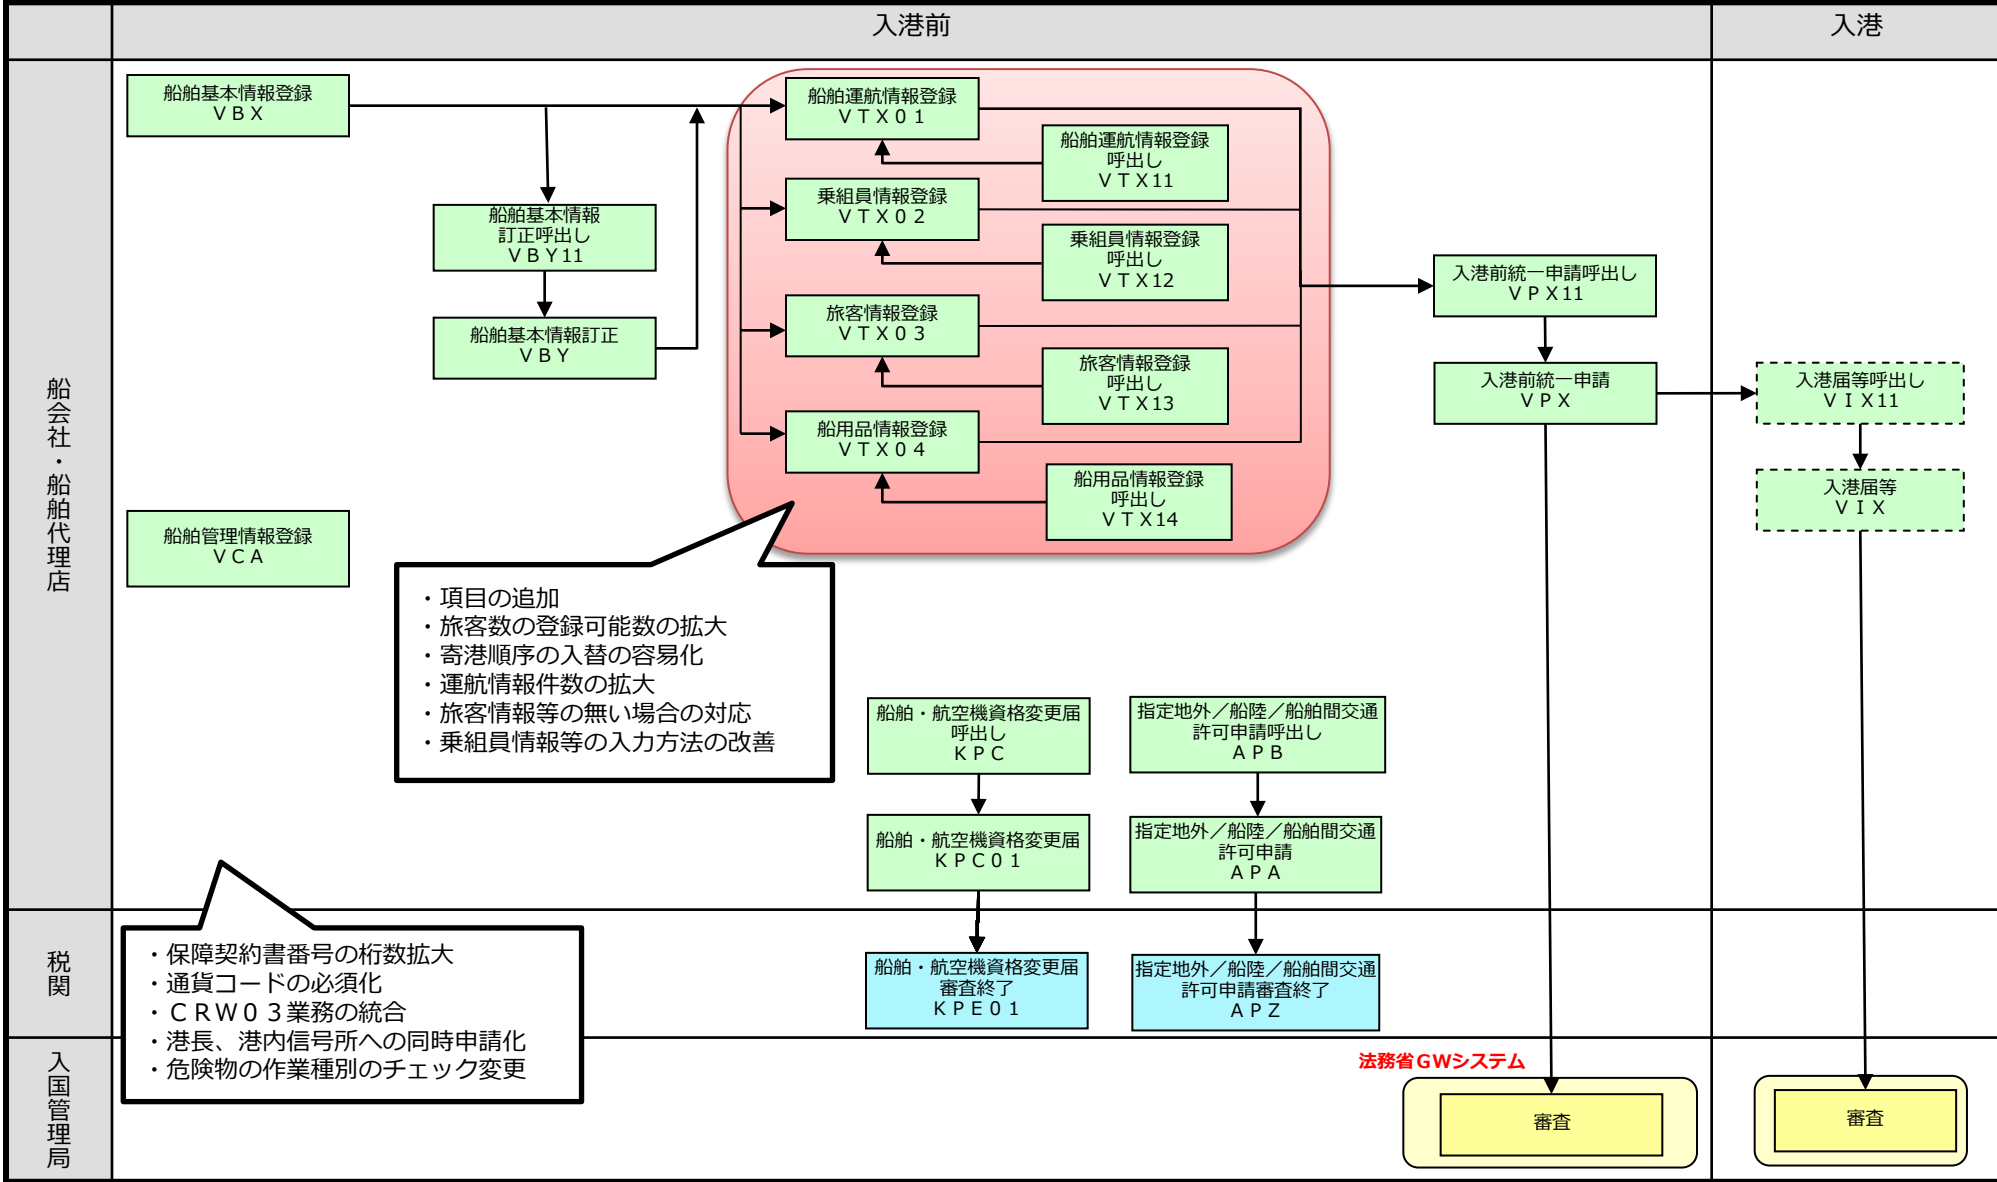 入港前
入港
船会社・船舶代理店
船舶基本情報登録
ＶＢＸ
船舶基本情報
訂正呼出し
ＶＢＹ11
船舶基本情報訂正
ＶＢＹ
船舶管理情報登録
ＶＣＡ
船舶運航情報登録
ＶＴＸ０１
船舶運航情報登録
呼出し
ＶＴＸ11
乗組員情報登録
ＶＴＸ０２
乗組員情報登録
呼出し
ＶＴＸ12
旅客情報登録
ＶＴＸ０３
旅客情報登録
呼出し
ＶＴＸ13
船用品情報登録
ＶＴＸ０４
船用品情報登録
呼出し
ＶＴＸ14
入港前統一申請呼出し
ＶＰＸ11
入港前統一申請
ＶＰＸ
入港届等呼出し
ＶＩＸ11
入港届等
ＶＩＸ
・項目の追加
・旅客数の登録可能数の拡大
・寄港順序の入替の容易化
・運航情報件数の拡大
・旅客情報等の無い場合の対応
・乗組員情報等の入力方法の改善
船舶・航空機資格変更届
呼出し
ＫＰＣ
船舶・航空機資格変更届
ＫＰＣ０１
指定地外／船陸／船舶間交通
許可申請呼出し
ＡＰＢ
指定地外／船陸／船舶間交通
許可申請
ＡＰＡ
税関
・保障契約書番号の桁数拡大
・通貨コードの必須化
・ＣＲＷ０３業務の統合
・港長、港内信号所への同時申請化
・危険物の作業種別のチェック変更
船舶・航空機資格変更届
審査終了
ＫＰＥ０１
指定地外／船陸／船舶間交通
許可申請審査終了
ＡＰＺ
入国管理局
法務省GWシステム
審査
審査